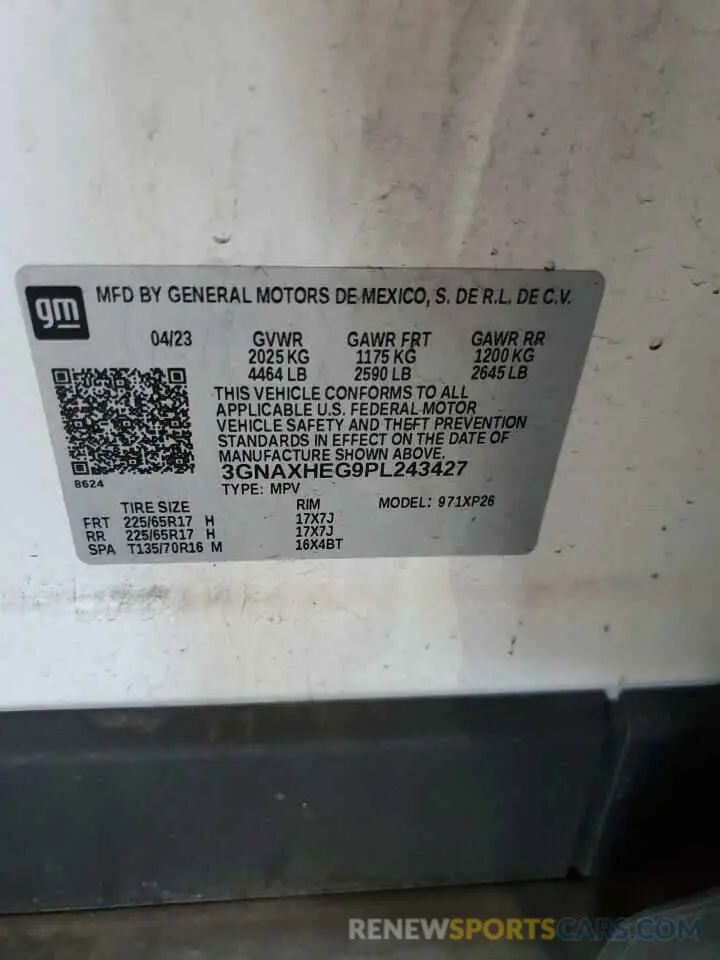 gm MFD BY GENERAL MOTORS DE MEXICO, S. DE R.L. DE C.V.
04/23 GVWR GAWR FRT GAWR RR
2025 KG 1175 KG 1200 KG
4464 LB 2590 LB 2645 LB
THIS VEHICLE CONFORMS TO ALL
APPLICABLE U.S. FEDERAL MOTOR
VEHICLE SAFETY AND THEFT PREVENTION
STANDARDS IN EFFECT ON THE DATE OF
MANUFACTURE SHOWN ABOVE.
8624 3GNAXHEG9PL243427
TYPE: MPV
TIRE SIZE RIM MODEL: 971XP26
FRT 225/65R17 H 17X7J
RR 225/65R17 H 17X7J
SPA T135/70R16 M 16X4BT
RENEWSPORTSCARS.COM